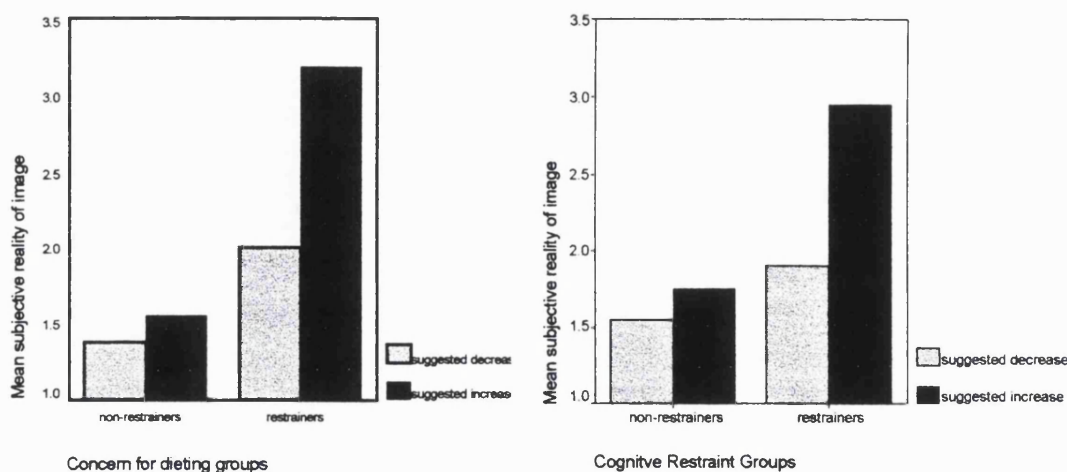 Mean subjective reality of image
3.5
3.0
2.5
2.0
1.5
1.0
non-restrainers
restrainers
suggested decreas
suggested increas
Concern for dieting groups
Mean subjective reality of image
3.5
3.0
2.5
2.0
1.5
1.0
non-restrainers
restrainers
suggested decrease
suggested increase
Cognitve Restraint Groups